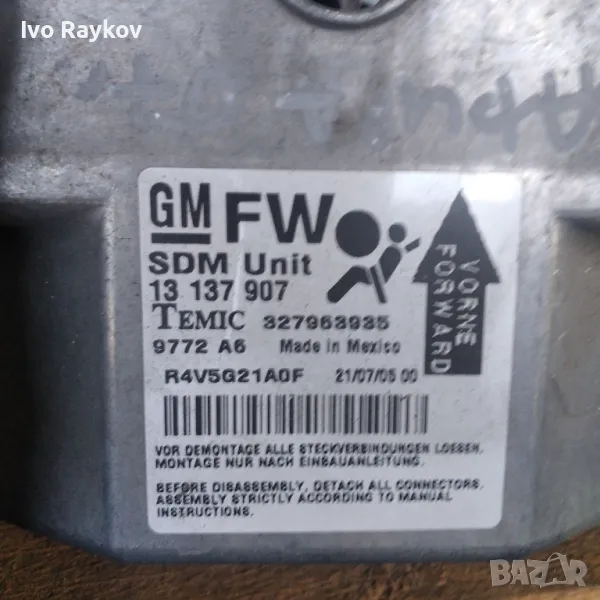 Ivo Raykov
GM FW
SDM Unit
13 137 907
TEMIC 327963935
9772 A6 Made in Mexico
R4V5G21A0F 21/07/05 00
VORNE
FORWARD
VOR DEMONTAGE ALLE STECKVERBINDUNGEN LOESEN.
MONTAGE NUR NACH EINBAUANLEITUNG.
BEFORE DISASSEMBLY, DETACH ALL CONNECTORS.
ASSEMBLY STRICTLY ACCORDING TO MANUAL
INSTRUCTIONS.
BAZAR